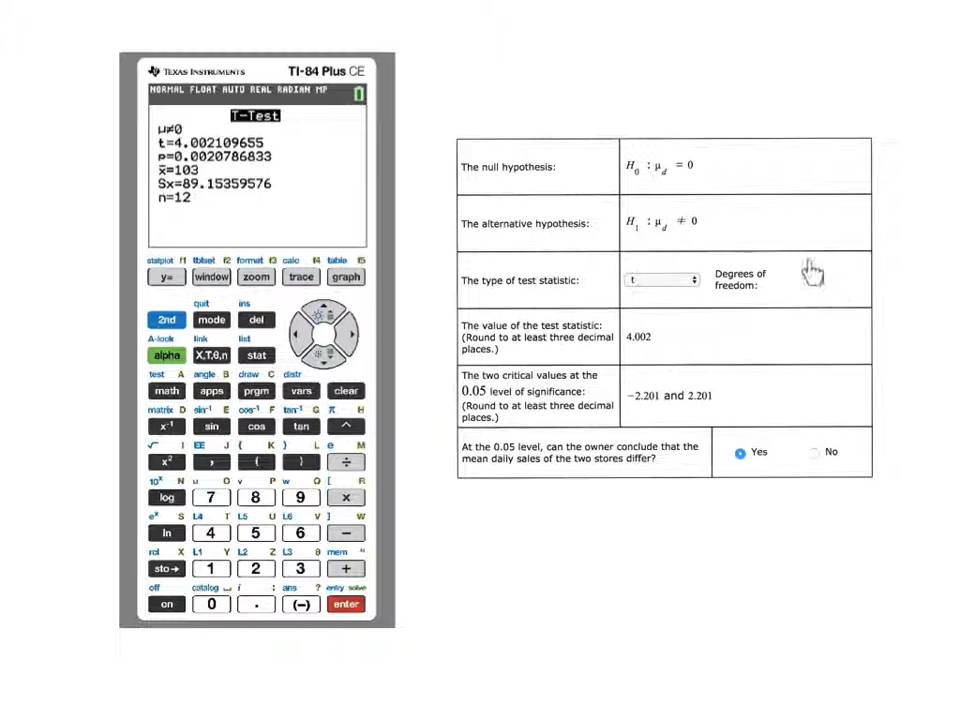 TEXAS INSTRUMENTS TI-84 Plus CE
NORMAL FLOAT AUTO REAL RADIAN MP
T-Test
μ≠0
t=4.002109655
p=0.0020786833
x̄=103
Sx=89.15359576
n=12
statplot f1 tblset f2 format f3 calc f4 table f5
y= window zoom trace graph
quit ins
2nd mode del
A-lock link list
alpha X,T,θ,n stat
test A angle B draw C distr
math apps prgm vars clear
matrix D sin⁻¹ E cos⁻¹ F tan⁻¹ G π H
x⁻¹ sin cos tan ^
√ I EE J { K } L e M
x² , ( ) ÷
10ˣ N u O v P w Q [ R
log 7 8 9 ×
eˣ S L4 T L5 U L6 V ] W
ln 4 5 6 −
rcl X L1 Y L2 Z L3 θ mem "
sto→ 1 2 3 +
off catalog ␣ i : ans ? entry solve
on 0 . (−) enter
The null hypothesis:
H₀ : μ_d = 0
The alternative hypothesis:
H₁ : μ_d ≠ 0
The type of test statistic:
t
Degrees of
freedom:
The value of the test statistic:
(Round to at least three decimal
places.)
4.002
The two critical values at the
0.05 level of significance:
(Round to at least three decimal
places.)
−2.201 and 2.201
At the 0.05 level, can the owner conclude that the
mean daily sales of the two stores differ?
Yes
No